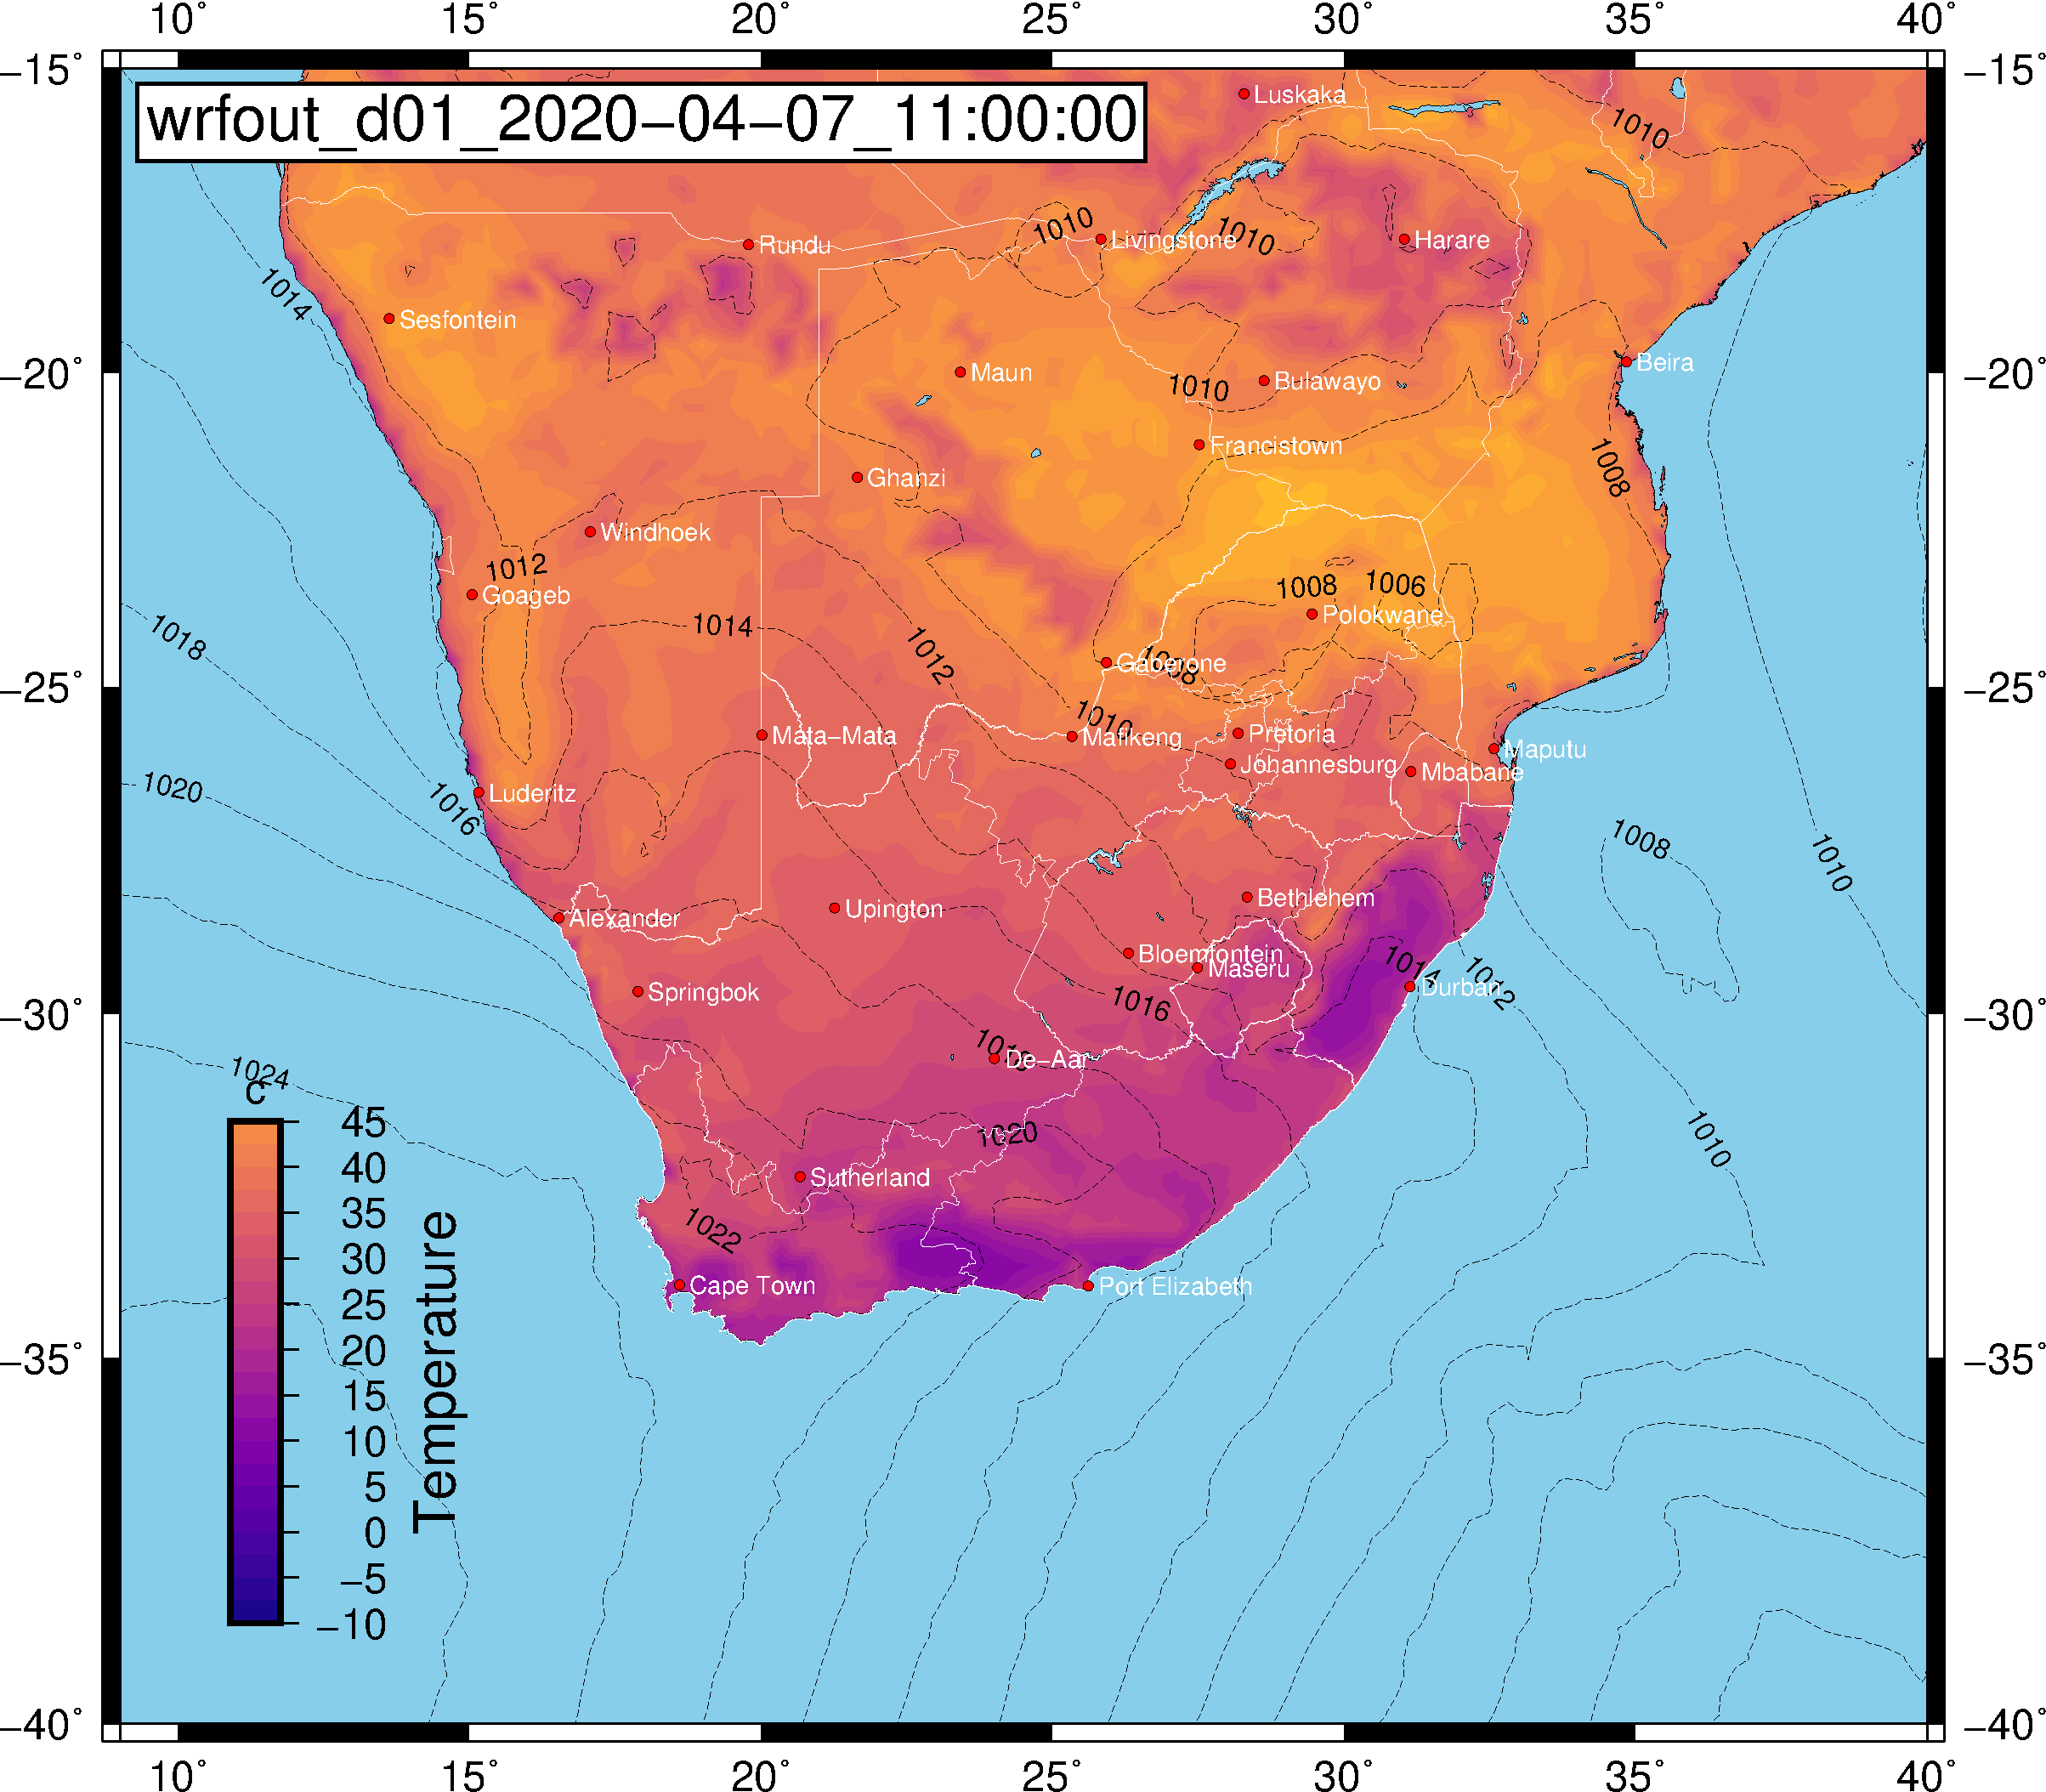 10° 15° 20° 25° 30° 35° 40°
−15° −15°
wrfout_d01_2020−04−07_11:00:00
Luskaka
1010
1010
Rundu
Livingstone
1010
Harare
1014
Sesfontein
Beira
−20° −20°
Maun
1010
Bulawayo
Francistown
1008
Ghanzi
Windhoek
1012
Goageb
1008
1006
Polokwane
1018
1014
1012
Gaberone
1008
−25° −25°
1010
Mata−Mata
Mafikeng
Pretoria
Maputu
Johannesburg
Mbabane
1020
Luderitz
1016
1008
1010
Alexander
Upington
Bethlehem
Bloemfontein
Maseru
1014
1012
Durban
Springbok
1016
−30° −30°
De−Aar
1024
1010
1020
Sutherland
1022
Cape Town
Port Elizabeth
c
45
40
35
30
25
20
15
10
5
0
−5
−10
Temperature
−35° −35°
−40° −40°
10° 15° 20° 25° 30° 35° 40°